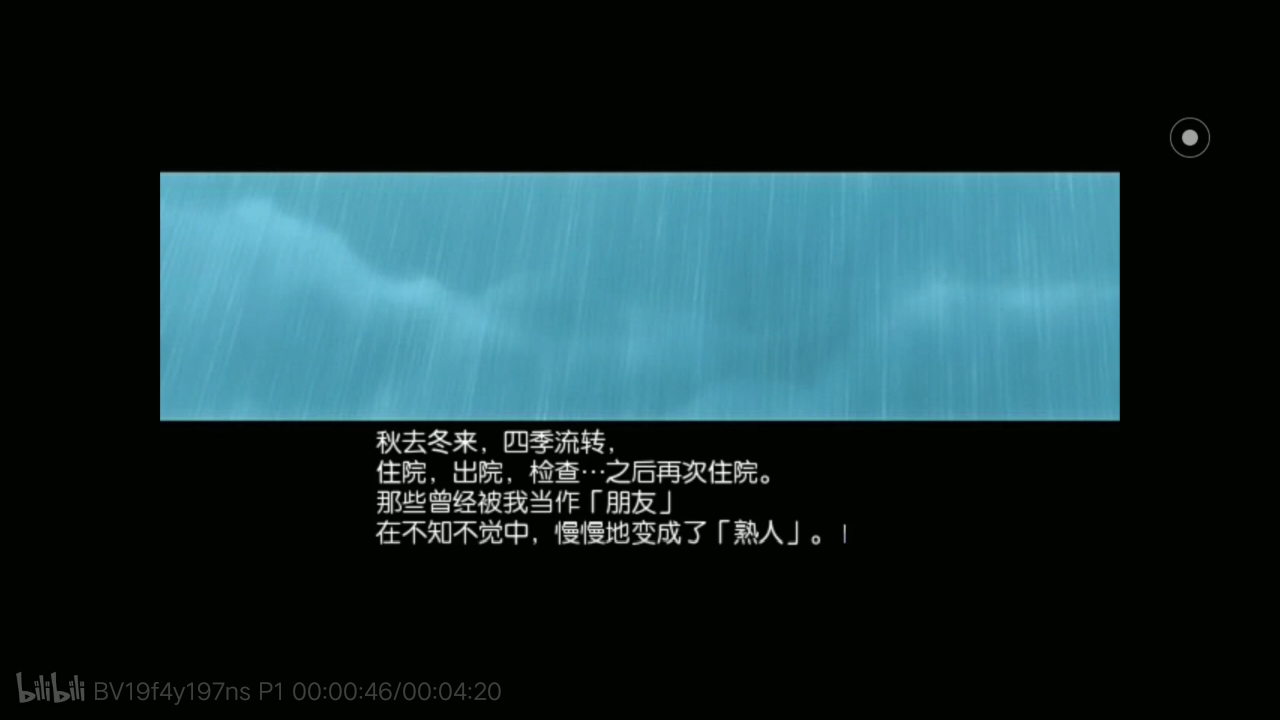 秋去冬来，四季流转，
住院，出院，检查…之后再次住院。
那些曾经被我当作「朋友」
在不知不觉中，慢慢地变成了「熟人」。
bilibili BV19f4y197ns P1 00:00:46/00:04:20